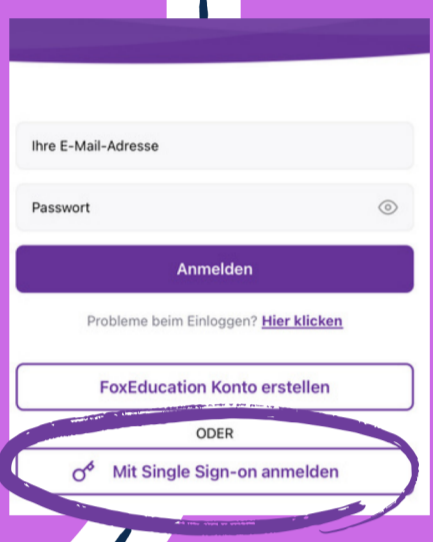 Ihre E-Mail-Adresse
Passwort
Anmelden
Probleme beim Einloggen? Hier klicken
FoxEducation Konto erstellen
ODER
Mit Single Sign-on anmelden